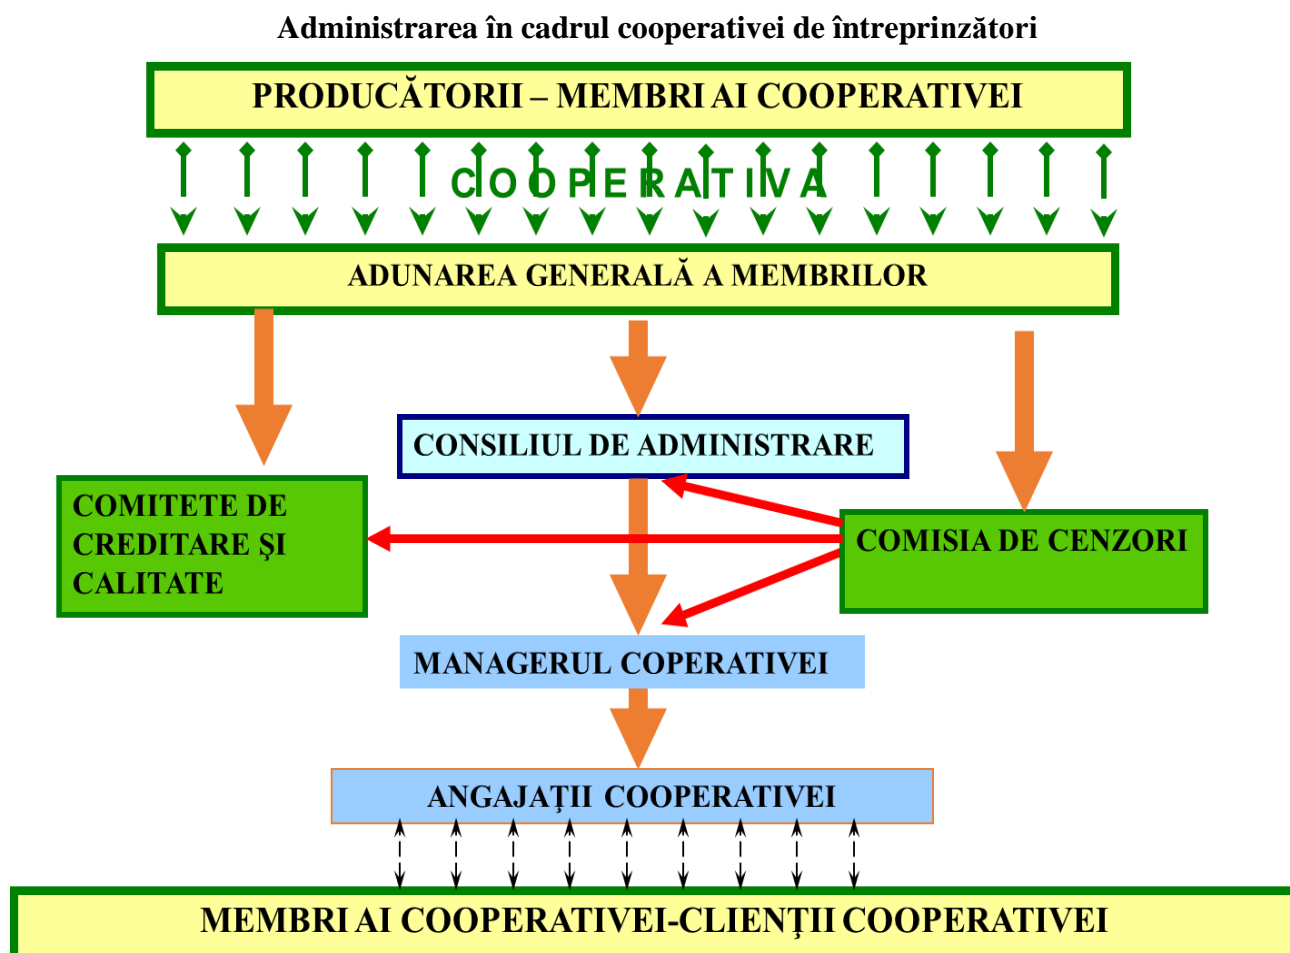 Administrarea în cadrul cooperativei de întreprinzători
PRODUCĂTORII – MEMBRI AI COOPERATIVEI
COOPERATIVA
ADUNAREA GENERALĂ A MEMBRILOR
CONSILIUL DE ADMINISTRARE
COMITETE DE
CREDITARE ŞI
CALITATE
COMISIA DE CENZORI
MANAGERUL COPERATIVEI
ANGAJAŢII COOPERATIVEI
MEMBRI AI COOPERATIVEI-CLIENŢII COOPERATIVEI